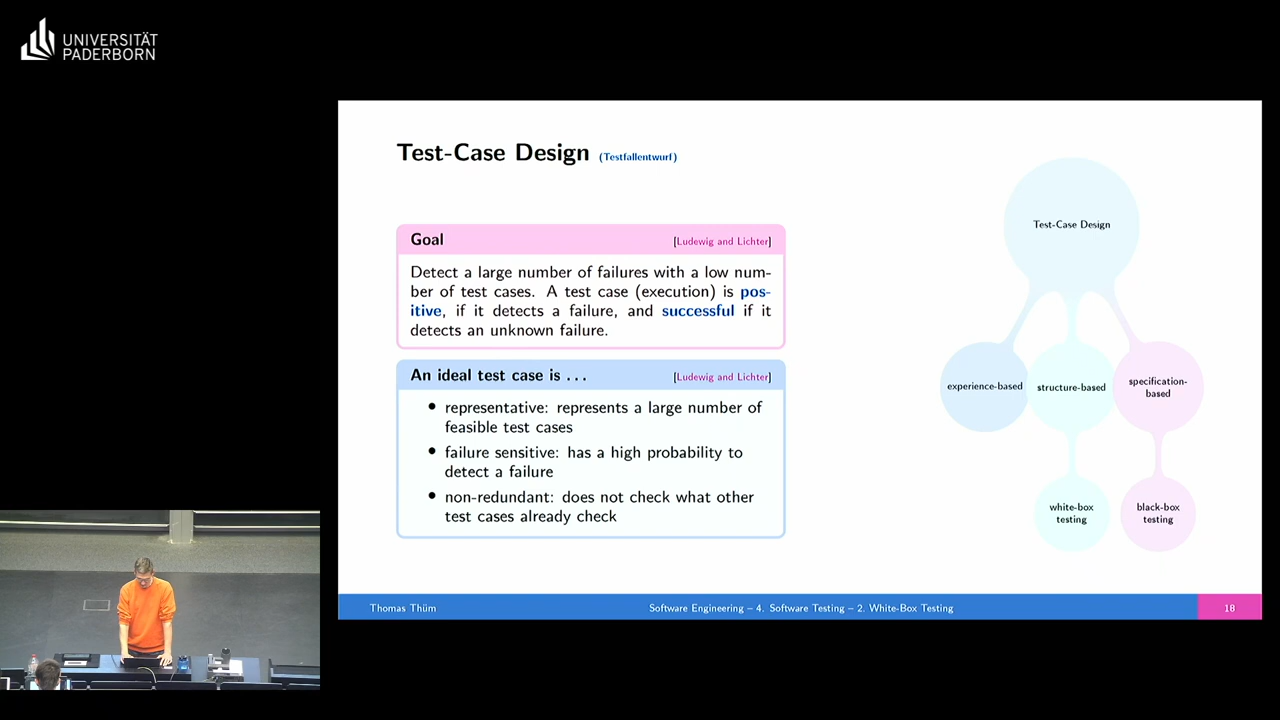 UNIVERSITÄT
PADERBORN
Test-Case Design (Testfallentwurf)
Goal [Ludewig and Lichter]
Detect a large number of failures with a low num-
ber of test cases. A test case (execution) is pos-
itive, if it detects a failure, and successful if it
detects an unknown failure.
An ideal test case is ... [Ludewig and Lichter]
• representative: represents a large number of
feasible test cases
• failure sensitive: has a high probability to
detect a failure
• non-redundant: does not check what other
test cases already check
Test-Case Design
experience-based
structure-based
specification-
based
white-box
testing
black-box
testing
Thomas Thüm Software Engineering – 4. Software Testing – 2. White-Box Testing 18